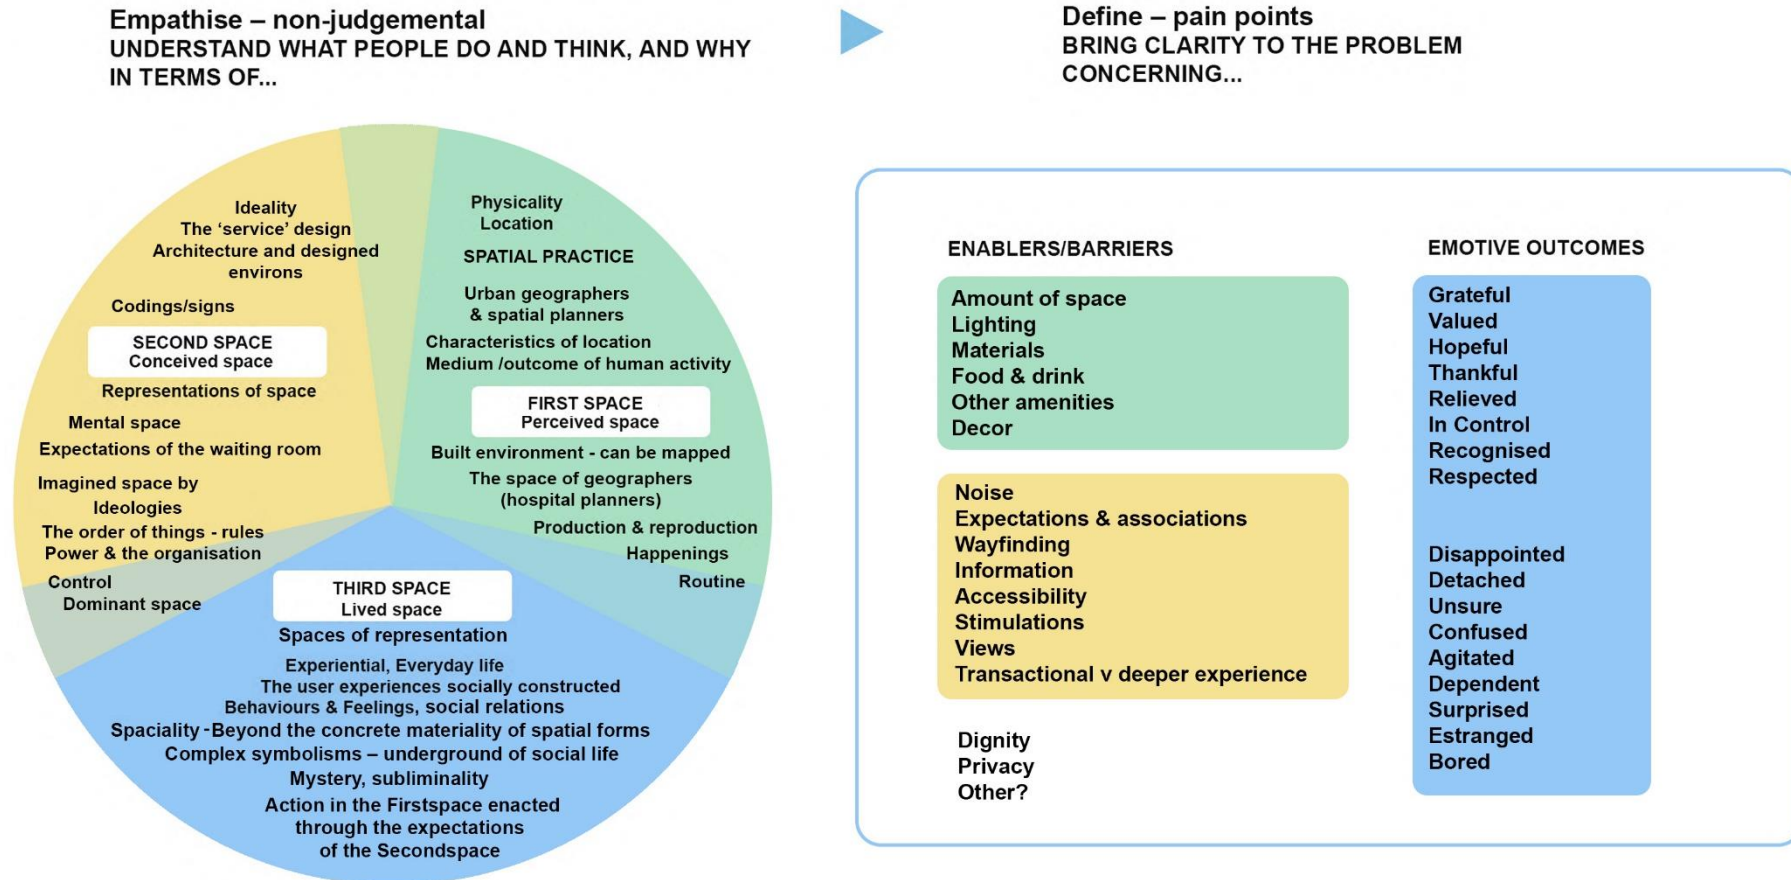 Empathise – non-judgemental
UNDERSTAND WHAT PEOPLE DO AND THINK, AND WHY
IN TERMS OF...
Define – pain points
BRING CLARITY TO THE PROBLEM
CONCERNING...
Ideality
The ‘service’ design
Architecture and designed
environs
Codings/signs
SECOND SPACE
Conceived space
Representations of space
Mental space
Expectations of the waiting room
Imagined space by
Ideologies
The order of things - rules
Power & the organisation
Control
Dominant space
Physicality
Location
SPATIAL PRACTICE
Urban geographers
& spatial planners
Characteristics of location
Medium /outcome of human activity
FIRST SPACE
Perceived space
Built environment - can be mapped
The space of geographers
(hospital planners)
Production & reproduction
Happenings
Routine
THIRD SPACE
Lived space
Spaces of representation
Experiential, Everyday life
The user experiences socially constructed
Behaviours & Feelings, social relations
Spaciality - Beyond the concrete materiality of spatial forms
Complex symbolisms – underground of social life
Mystery, subliminality
Action in the Firstspace enacted
through the expectations
of the Secondspace
ENABLERS/BARRIERS
Amount of space
Lighting
Materials
Food & drink
Other amenities
Decor
Noise
Expectations & associations
Wayfinding
Information
Accessibility
Stimulations
Views
Transactional v deeper experience
Dignity
Privacy
Other?
EMOTIVE OUTCOMES
Grateful
Valued
Hopeful
Thankful
Relieved
In Control
Recognised
Respected
Disappointed
Detached
Unsure
Confused
Agitated
Dependent
Surprised
Estranged
Bored